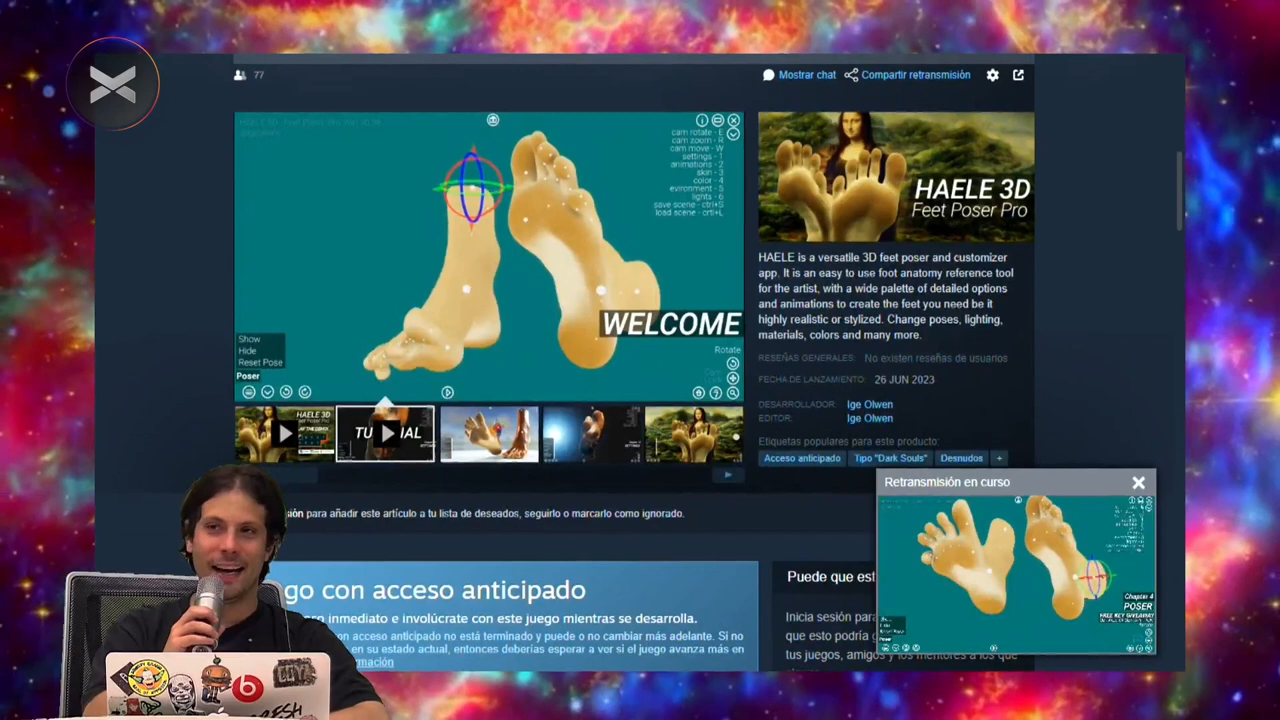 77
Mostrar chat
Compartir retransmisión
cam rotate - E
cam zoom - R
cam move - W
settings - 1
animations - 2
skin - 3
color - 4
evironment - 5
lights - 6
save scene - ctrl+S
load scene - crtl+L
WELCOME
Show
Hide
Reset Pose
Poser
Rotate
HAELE 3D
Feet Poser Pro
HAELE is a versatile 3D feet poser and customizer
app. It is an easy to use foot anatomy reference tool
for the artist, with a wide palette of detailed options
and animations to create the feet you need be it
highly realistic or stylized. Change poses, lighting,
materials, colors and many more.
RESEÑAS GENERALES: No existen reseñas de usuarios
FECHA DE LANZAMIENTO: 26 JUN 2023
DESARROLLADOR: Ige Olwen
EDITOR: Ige Olwen
Etiquetas populares para este producto:
Acceso anticipado
Tipo "Dark Souls"
Desnudos
+
HAELE 3D
Feet Poser Pro
TU IAL
Retransmisión en curso
Chapter 4
POSER
sión para añadir este artículo a tu lista de deseados, seguirlo o marcarlo como ignorado.
go con acceso anticipado
ro inmediato e involúcrate con este juego mientras se desarrolla.
con acceso anticipado no está terminado y puede o no cambiar más adelante. Si no
en su estado actual, entonces deberías esperar a ver si el juego avanza más en
rmación
Puede que est
Inicia sesión para
que esto podría g
tus juegos, amigos y los mentores a los que